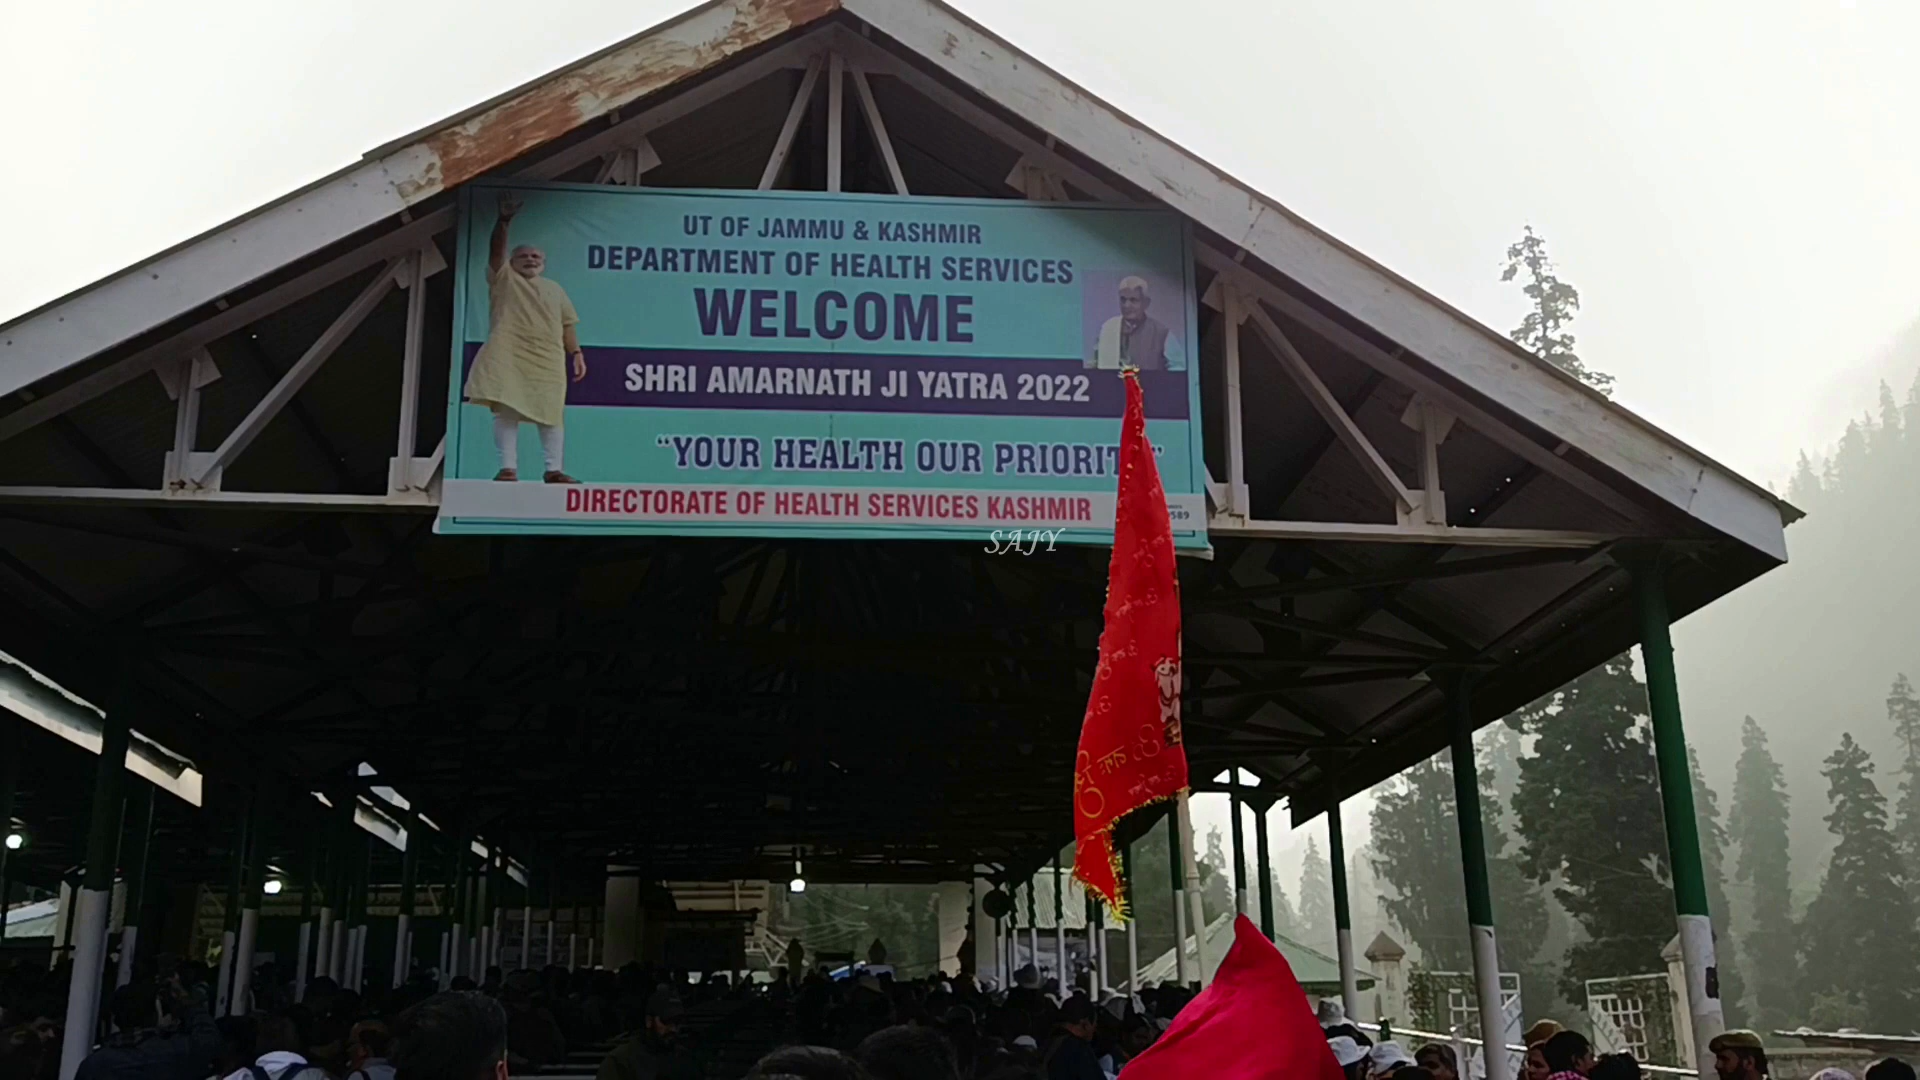 UT OF JAMMU & KASHMIR
DEPARTMENT OF HEALTH SERVICES
WELCOME
SHRI AMARNATH JI YATRA 2022
"YOUR HEALTH OUR PRIORIT
DIRECTORATE OF HEALTH SERVICES KASHMIR
SAJY